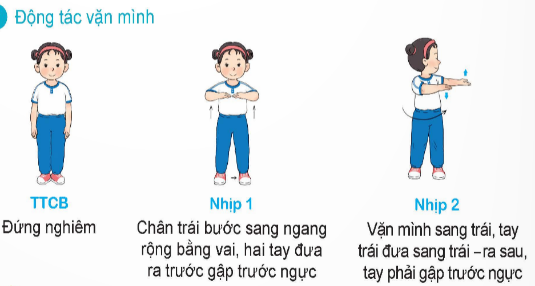 Động tác vặn mình
TTCB
Đứng nghiêm
Nhịp 1
Chân trái bước sang ngang
rộng bằng vai, hai tay đưa
ra trước gập trước ngực
Nhịp 2
Vặn mình sang trái, tay
trái đưa sang trái – ra sau,
tay phải gập trước ngực